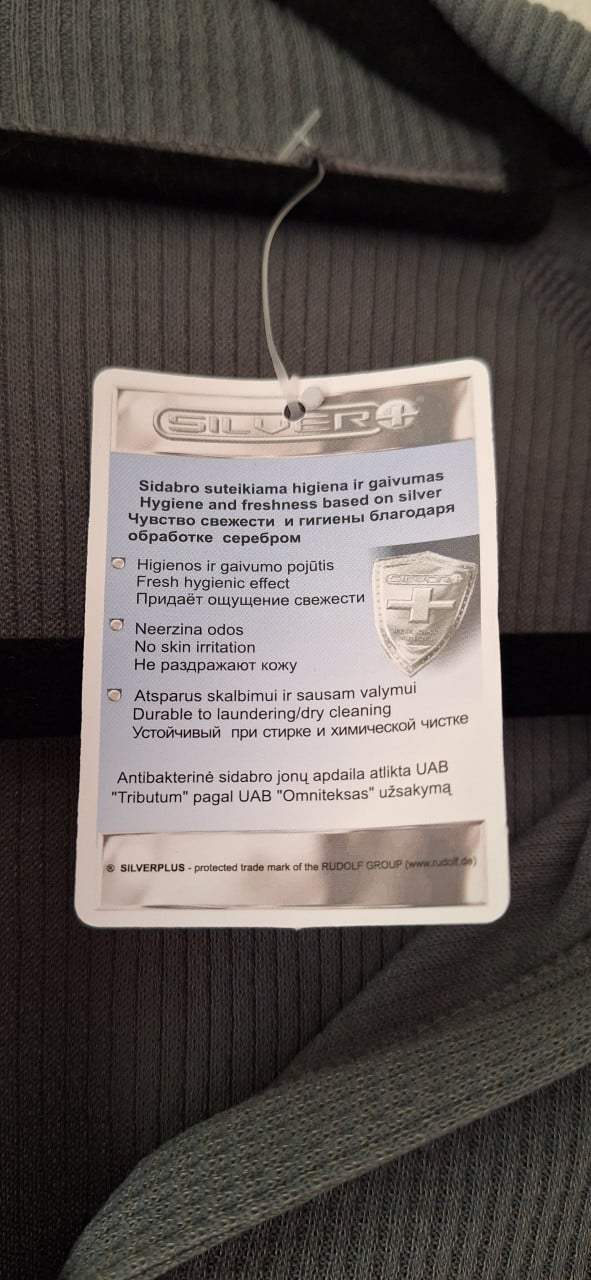 SILVER+®
Sidabro suteikiama higiena ir gaivumas
Hygiene and freshness based on silver
Чувство свежести и гигиены благодаря
обработке серебром
Higienos ir gaivumo pojūtis
Fresh hygienic effect
Придаёт ощущение свежести
SILVER+
Neerzina odos
No skin irritation
Не раздражают кожу
Atsparus skalbimui ir sausam valymui
Durable to laundering/dry cleaning
Устойчивый при стирке и химической чистке
Antibakterinė sidabro jonų apdaila atlikta UAB
"Tributum" pagal UAB "Omniteksas" užsakymą
® SILVERPLUS - protected trade mark of the RUDOLF GROUP (www.rudolf.de)